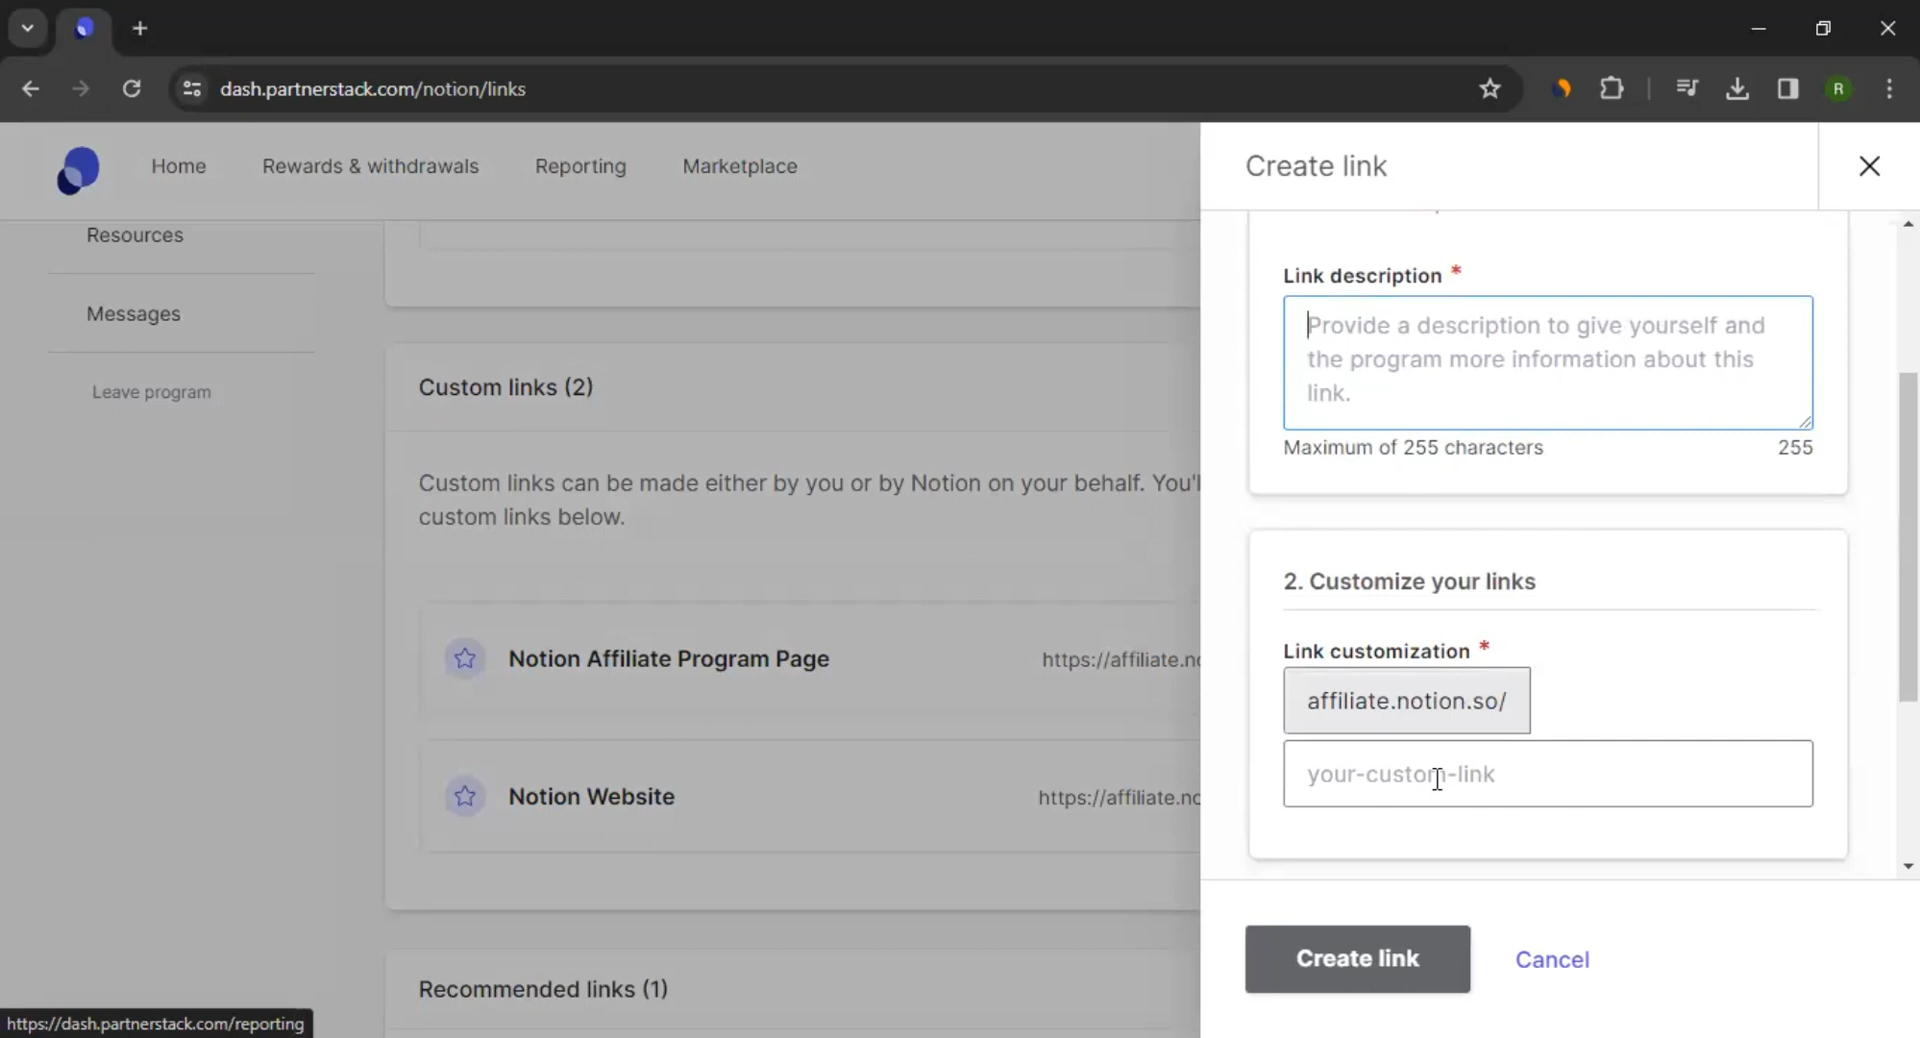 dash.partnerstack.com/notion/links
R
Home
Rewards & withdrawals
Reporting
Marketplace
Create link
Resources
Messages
Leave program
Custom links (2)
Custom links can be made either by you or by Notion on your behalf. You'l
custom links below.
Notion Affiliate Program Page
https://affiliate.no
Notion Website
https://affiliate.no
Recommended links (1)
Link description *
Provide a description to give yourself and
the program more information about this
link.
Maximum of 255 characters
255
2. Customize your links
Link customization *
affiliate.notion.so/
your-custom-link
Create link
Cancel
https://dash.partnerstack.com/reporting